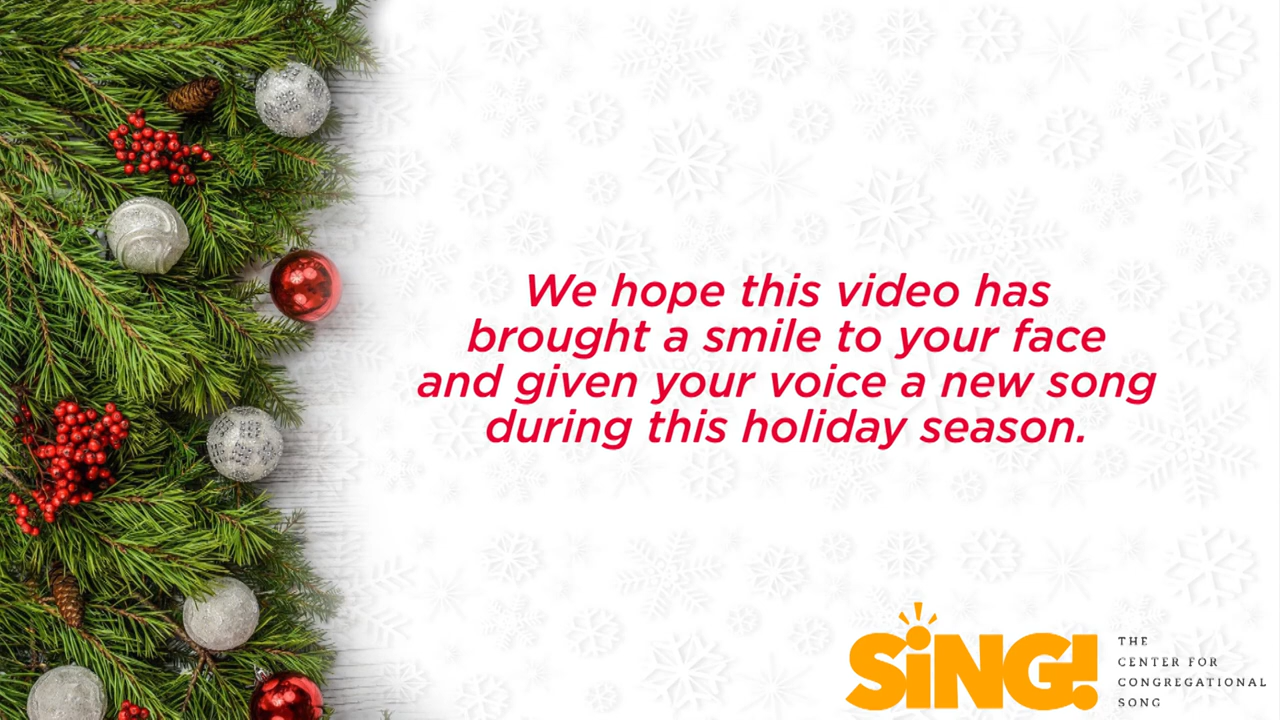 We hope this video has
brought a smile to your face
and given your voice a new song
during this holiday season.
SiNG!
THE
CENTER FOR
CONGREGATIONAL
SONG